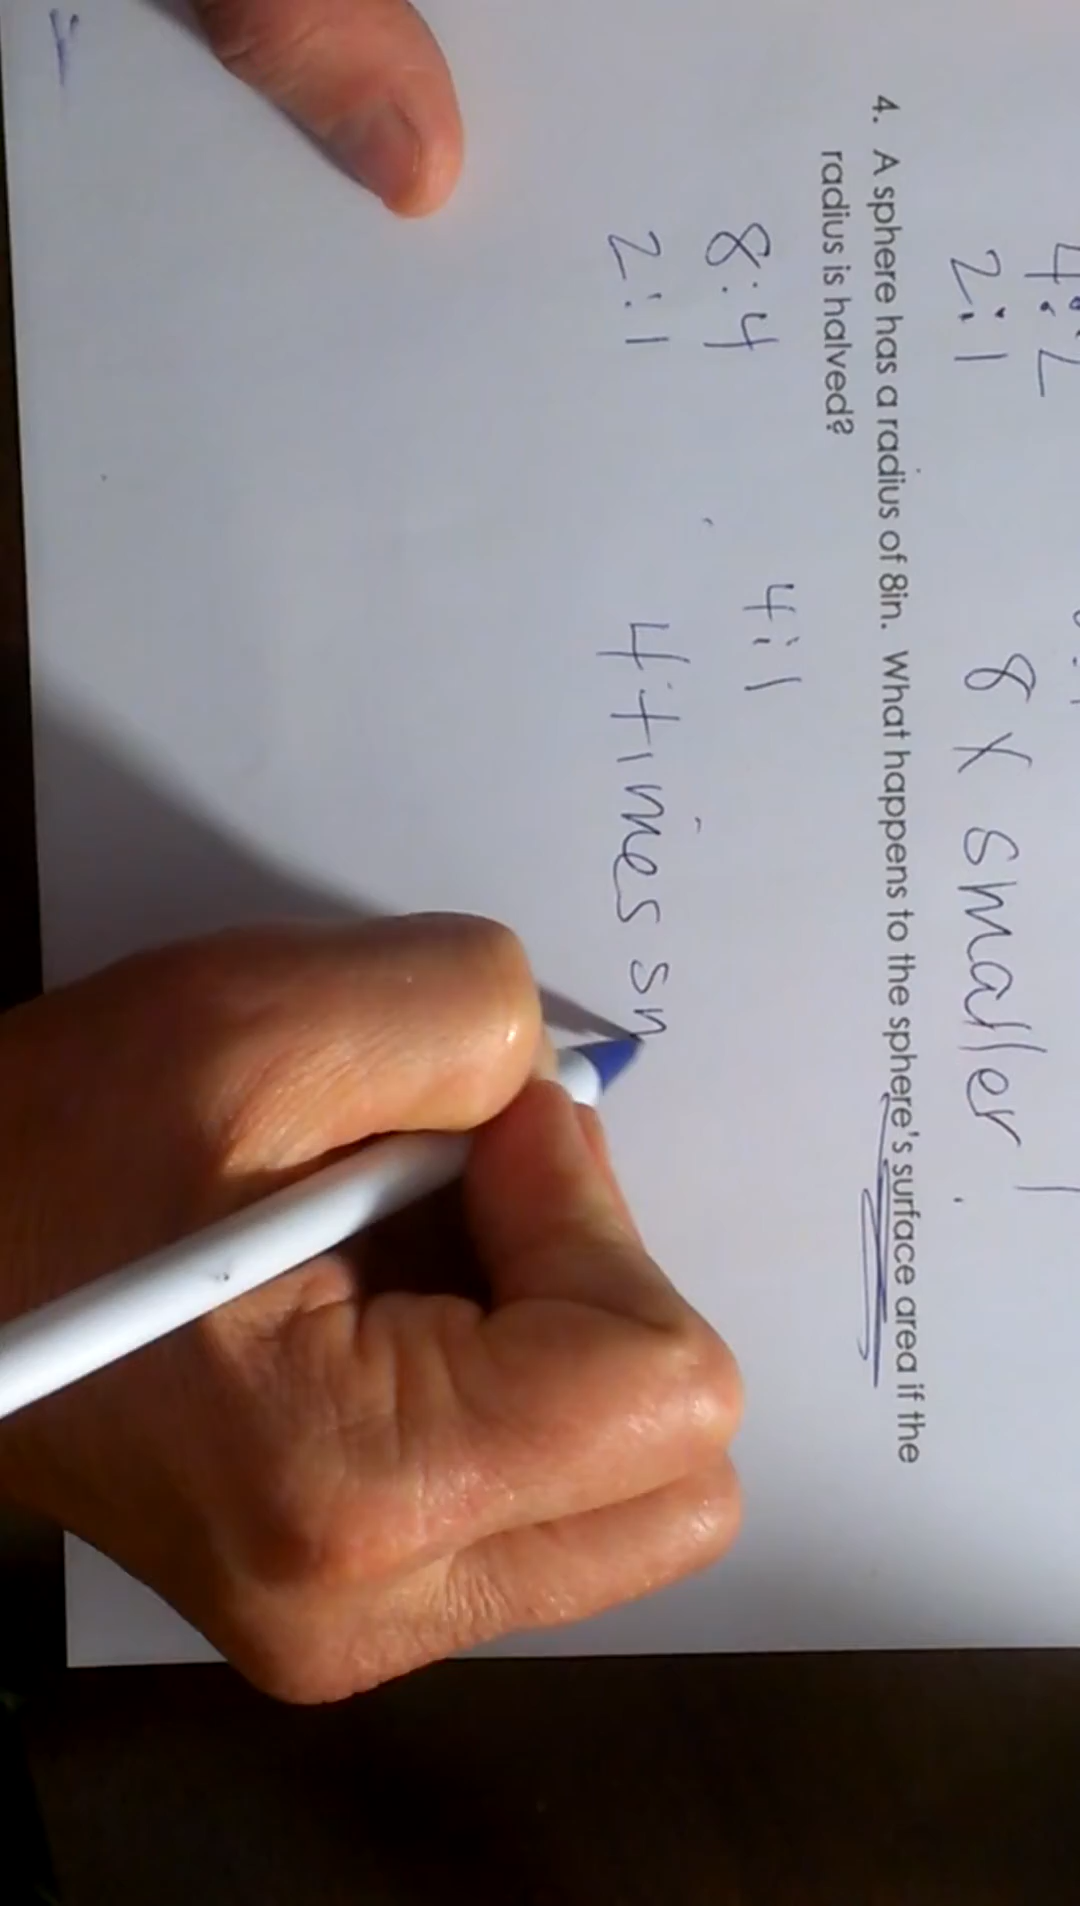 4:2
2:1
8 X smaller
4. A sphere has a radius of 8in. What happens to the sphere's surface area if the
radius is halved?
8:4
4:1
2:1
4 times sm